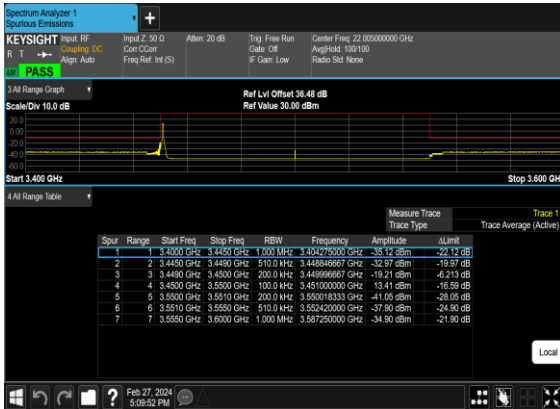 Spectrum Analyzer 1
Spurious Emissions
+
KEYSIGHT Input: RF Input Z: 50 Ω Atten: 20 dB Trig: Free Run Center Freq: 22.005000000 GHz
R T Coupling: DC Corr CCorr Gate: Off Avg|Hold: 100/100
Align: Auto Freq Ref: Int (S) IF Gain: Low Radio Std: None
PASS
3 All Range Graph
Ref Lvl Offset 36.48 dB
Scale/Div 10.0 dB Ref Value 30.00 dBm
20.0
0.00
-20.0
-40.0
-60.0
Start 3.400 GHz Stop 3.600 GH
4 All Range Table
Measure Trace Trace 1
Trace Type Trace Average (Active)
Spur Range Start Freq Stop Freq RBW Frequency Amplitude ΔLimit
1 1 3.4000 GHz 3.4450 GHz 1.000 MHz 3.404275000 GHz -35.12 dBm -22.12 dB
2 2 3.4450 GHz 3.4490 GHz 510.0 kHz 3.448846667 GHz -32.97 dBm -19.97 dB
3 3 3.4490 GHz 3.4500 GHz 200.0 kHz 3.449996667 GHz -19.21 dBm -6.213 dB
4 4 3.4500 GHz 3.5500 GHz 100.0 kHz 3.451000000 GHz 13.41 dBm -16.59 dB
5 5 3.5500 GHz 3.5510 GHz 200.0 kHz 3.550018333 GHz -41.05 dBm -28.05 dB
6 6 3.5510 GHz 3.5550 GHz 510.0 kHz 3.552420000 GHz -37.90 dBm -24.90 dB
7 7 3.5550 GHz 3.6000 GHz 1.000 MHz 3.587250000 GHz -34.90 dBm -21.90 dB
Local
? Feb 27, 2024
5:09:52 PM